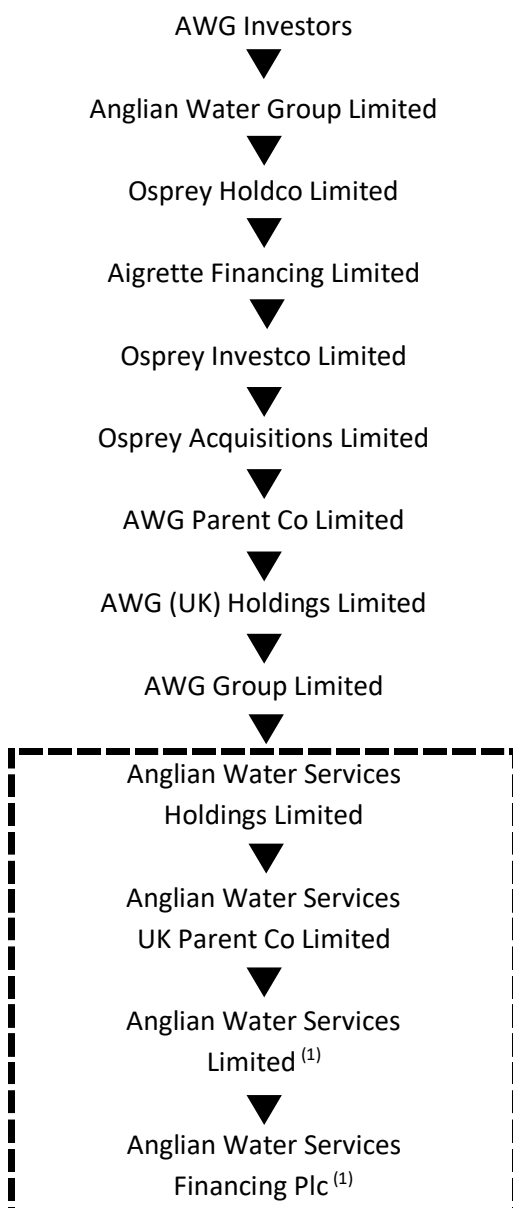 AWG Investors
Anglian Water Group Limited
Osprey Holdco Limited
Aigrette Financing Limited
Osprey Investco Limited
Osprey Acquisitions Limited
AWG Parent Co Limited
AWG (UK) Holdings Limited
AWG Group Limited
Anglian Water Services
Holdings Limited
Anglian Water Services
UK Parent Co Limited
Anglian Water Services
Limited (1)
Anglian Water Services
Financing Plc (1)